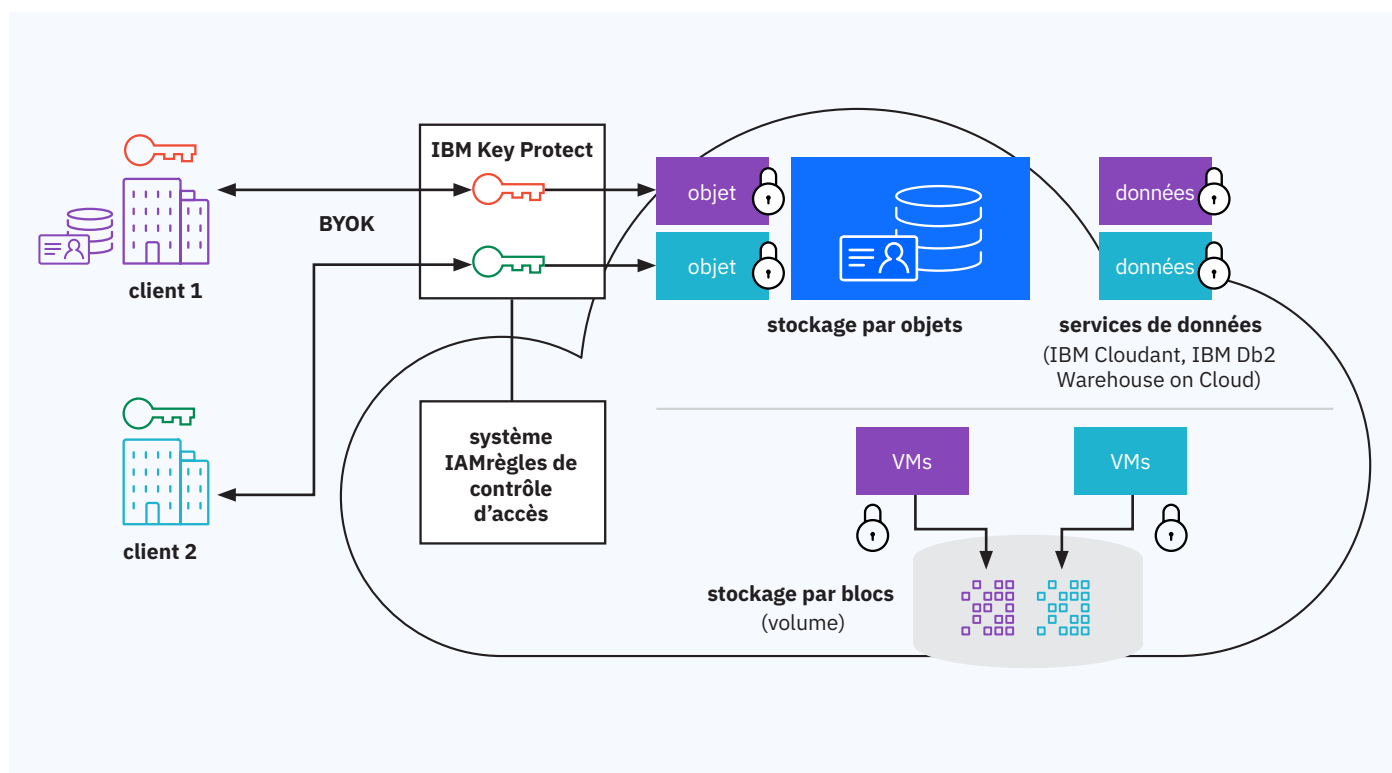 IBM Key Protect
objet
données
BYOK
objet
données
client 1
stockage par objets
services de données
(IBM Cloudant, IBM Db2
Warehouse on Cloud)
système
IAMrègles de
contrôle
d’accès
VMs
VMs
client 2
stockage par blocs
(volume)